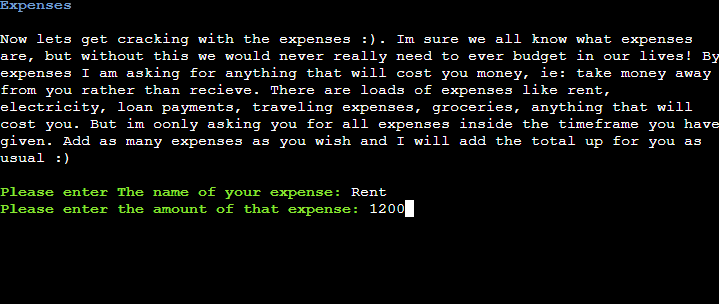 Expenses
Now lets get cracking with the expenses :). Im sure we all know what expenses
are, but without this we would never really need to ever budget in our lives! By
expenses I am asking for anything that will cost you money, ie: take money away
from you rather than recieve. There are loads of expenses like rent,
electricity, loan payments, traveling expenses, groceries, anything that will
cost you. But im oonly asking you for all expenses inside the timeframe you have
given. Add as many expenses as you wish and I will add the total up for you as
usual :)
Please enter The name of your expense: Rent
Please enter the amount of that expense: 1200